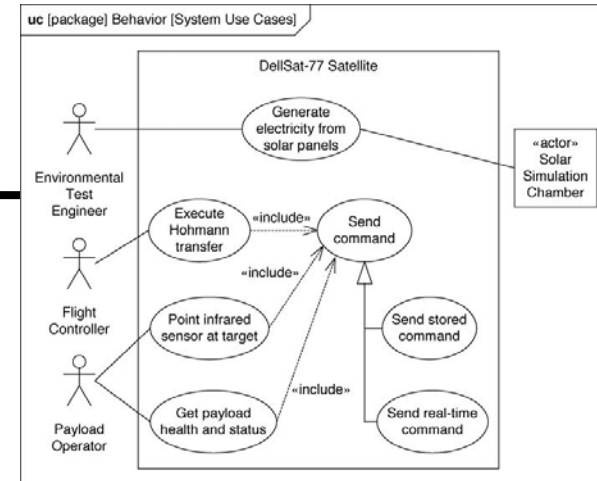 uc [package] Behavior [System Use Cases]
DellSat-77 Satellite
Generate
electricity from
solar panels
«actor»
Solar
Simulation
Chamber
Environmental
Test
Engineer
Execute
Hohmann
transfer
«include»
Send
command
«include»
Flight
Controller
Point infrared
sensor at target
Send stored
command
«include»
Get payload
health and status
Send real-time
command
Payload
Operator